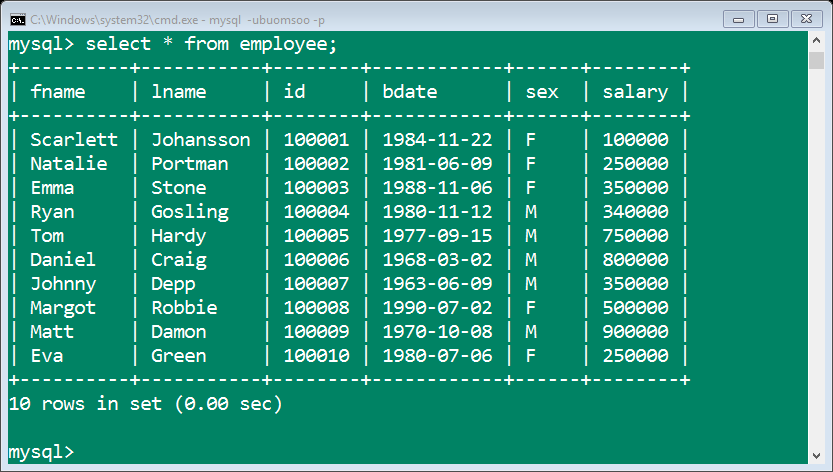 C:\Windows\system32\cmd.exe - mysql  -ubuomsoo -p
mysql> select * from employee;
+----------+-----------+--------+------------+------+--------+
| fname    | lname     | id     | bdate      | sex  | salary |
+----------+-----------+--------+------------+------+--------+
| Scarlett | Johansson | 100001 | 1984-11-22 | F    | 100000 |
| Natalie  | Portman   | 100002 | 1981-06-09 | F    | 250000 |
| Emma     | Stone     | 100003 | 1988-11-06 | F    | 350000 |
| Ryan     | Gosling   | 100004 | 1980-11-12 | M    | 340000 |
| Tom      | Hardy     | 100005 | 1977-09-15 | M    | 750000 |
| Daniel   | Craig     | 100006 | 1968-03-02 | M    | 800000 |
| Johnny   | Depp      | 100007 | 1963-06-09 | M    | 350000 |
| Margot   | Robbie    | 100008 | 1990-07-02 | F    | 500000 |
| Matt     | Damon     | 100009 | 1970-10-08 | M    | 900000 |
| Eva      | Green     | 100010 | 1980-07-06 | F    | 250000 |
+----------+-----------+--------+------------+------+--------+
10 rows in set (0.00 sec)
mysql>